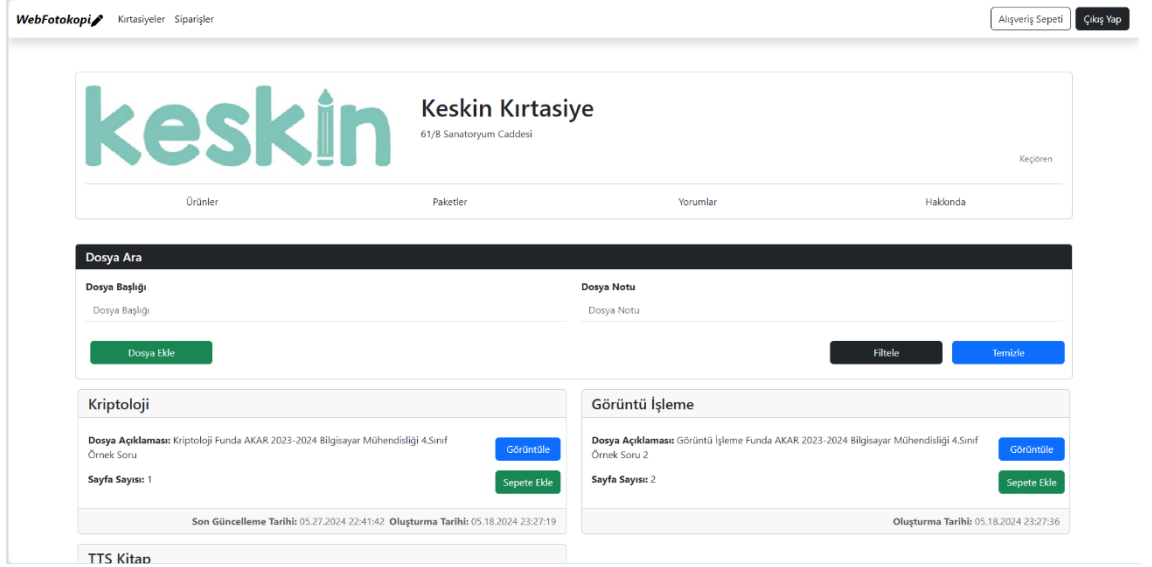 WebFotokopi Kırtasiyeler Siparişler Alışveriş Sepeti Çıkış Yap
keskin
Keskin Kırtasiye
61/B Sanatoryum Caddesi
Keçiören
Ürünler Paketler Yorumlar Hakkında
Dosya Ara
Dosya Başlığı Dosya Notu
Dosya Başlığı Dosya Notu
Dosya Ekle Filtele Temizle
Kriptoloji
Dosya Açıklaması: Kriptoloji Funda AKAR 2023-2024 Bilgisayar Mühendisliği 4.Sınıf
Örnek Soru
Görüntüle
Sayfa Sayısı: 1
Sepete Ekle
Son Güncelleme Tarihi: 05.27.2024 22:41:42 Oluşturma Tarihi: 05.18.2024 23:27:19
Görüntü İşleme
Dosya Açıklaması: Görüntü İşleme Funda AKAR 2023-2024 Bilgisayar Mühendisliği 4.Sınıf
Örnek Soru 2
Görüntüle
Sayfa Sayısı: 2
Sepete Ekle
Oluşturma Tarihi: 05.18.2024 23:27:36
TTS Kitap